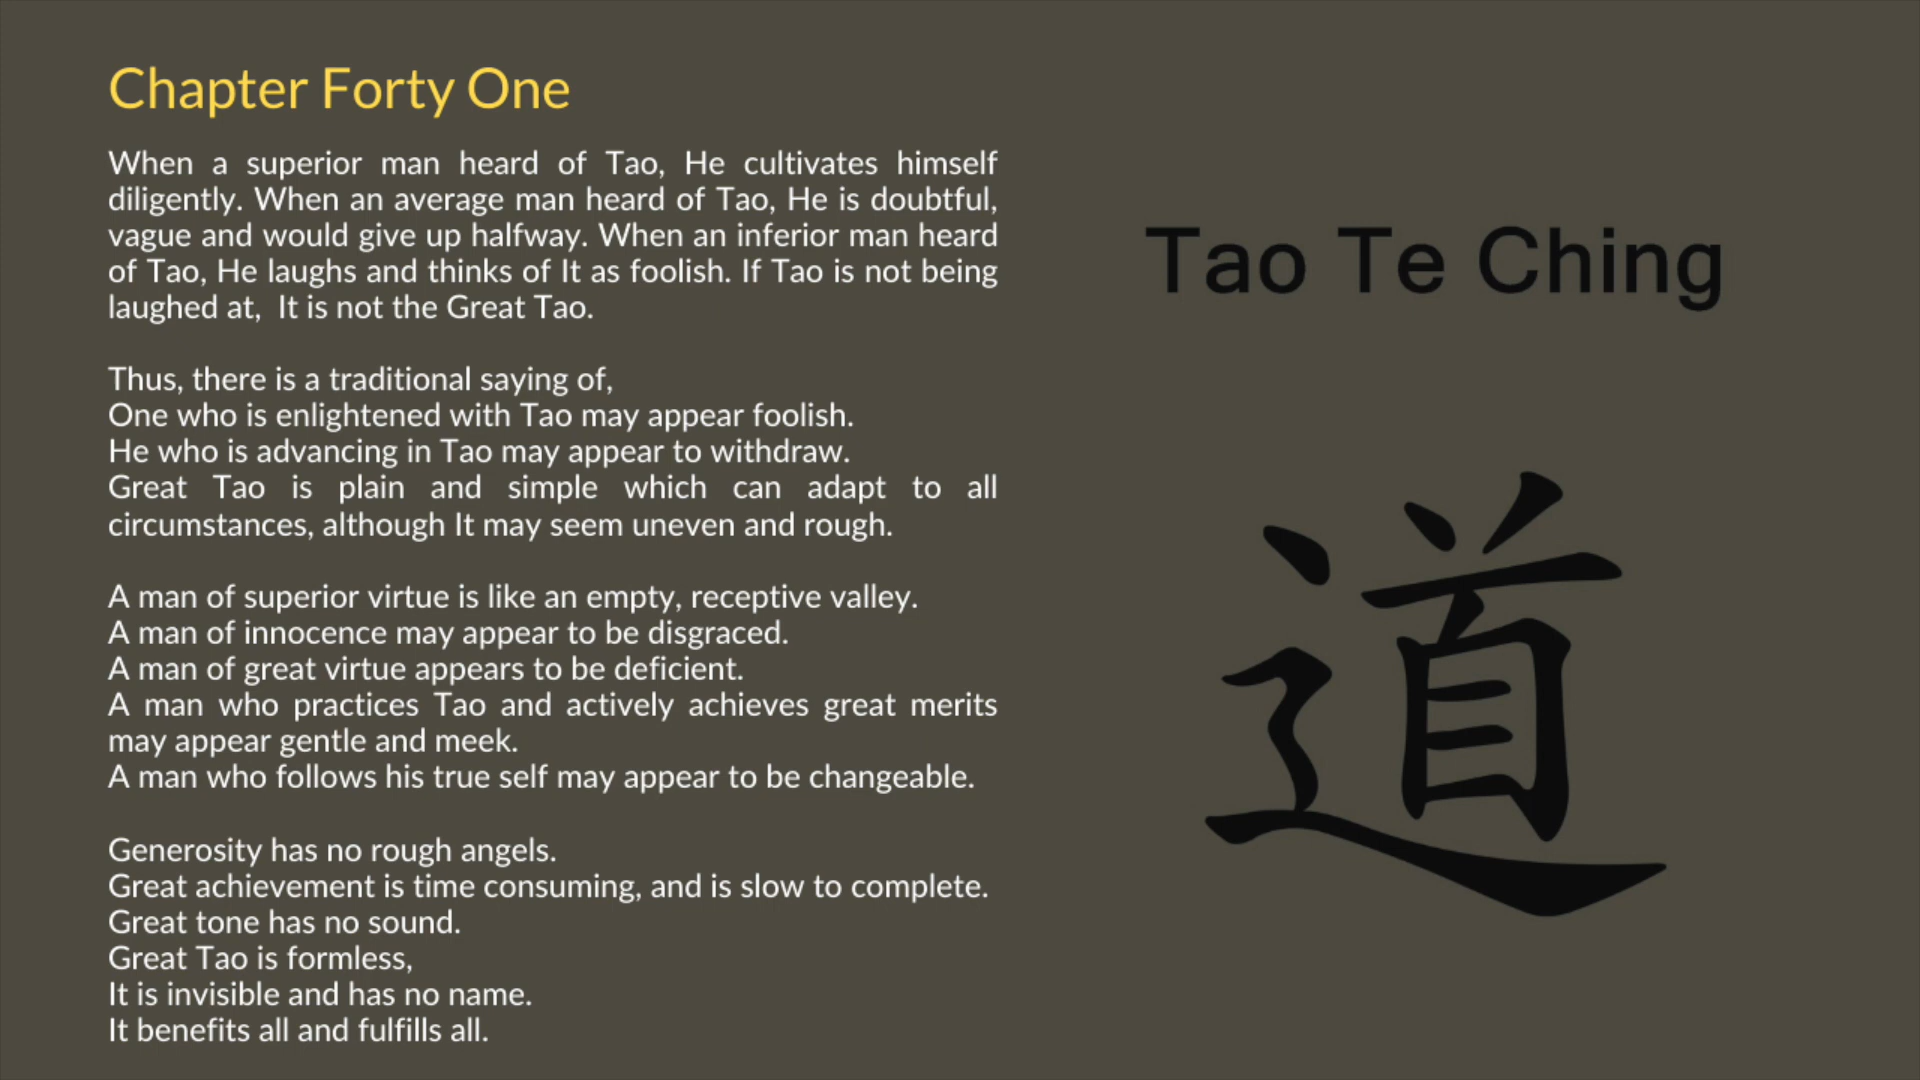 Chapter Forty One
When a superior man heard of Tao, He cultivates himself
diligently. When an average man heard of Tao, He is doubtful,
vague and would give up halfway. When an inferior man heard
of Tao, He laughs and thinks of It as foolish. If Tao is not being
laughed at,  It is not the Great Tao.
Thus, there is a traditional saying of,
One who is enlightened with Tao may appear foolish.
He who is advancing in Tao may appear to withdraw.
Great Tao is plain and simple which can adapt to all
circumstances, although It may seem uneven and rough.
A man of superior virtue is like an empty, receptive valley.
A man of innocence may appear to be disgraced.
A man of great virtue appears to be deficient.
A man who practices Tao and actively achieves great merits
may appear gentle and meek.
A man who follows his true self may appear to be changeable.
Generosity has no rough angels.
Great achievement is time consuming, and is slow to complete.
Great tone has no sound.
Great Tao is formless,
It is invisible and has no name.
It benefits all and fulfills all.
Tao Te Ching
道